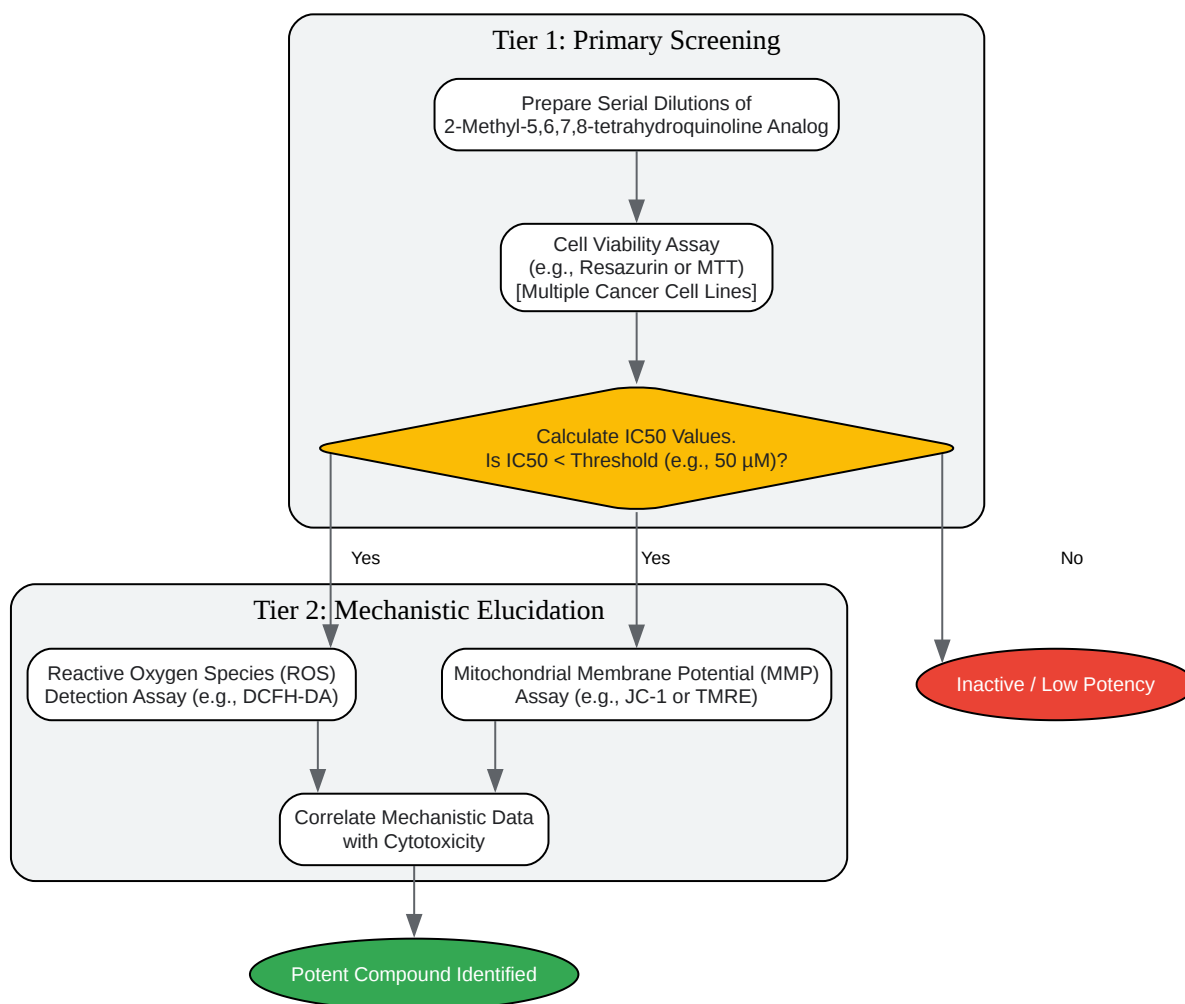 Tier 1: Primary Screening
Prepare Serial Dilutions of
2-Methyl-5,6,7,8-tetrahydroquinoline Analog
Cell Viability Assay
(e.g., Resazurin or MTT)
[Multiple Cancer Cell Lines]
Calculate IC50 Values.
Is IC50 < Threshold (e.g., 50 µM)?
Yes
Yes
No
Tier 2: Mechanistic Elucidation
Reactive Oxygen Species (ROS)
Detection Assay (e.g., DCFH-DA)
Mitochondrial Membrane Potential (MMP)
Assay (e.g., JC-1 or TMRE)
Inactive / Low Potency
Correlate Mechanistic Data
with Cytotoxicity
Potent Compound Identified